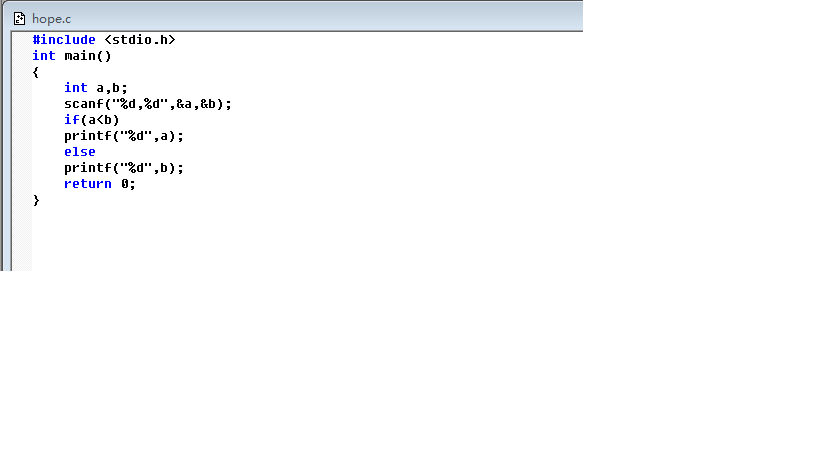 hope.c
#include <stdio.h>
int main()
{
    int a,b;
    scanf("%d,%d",&a,&b);
    if(a<b)
    printf("%d",a);
    else
    printf("%d",b);
    return 0;
}